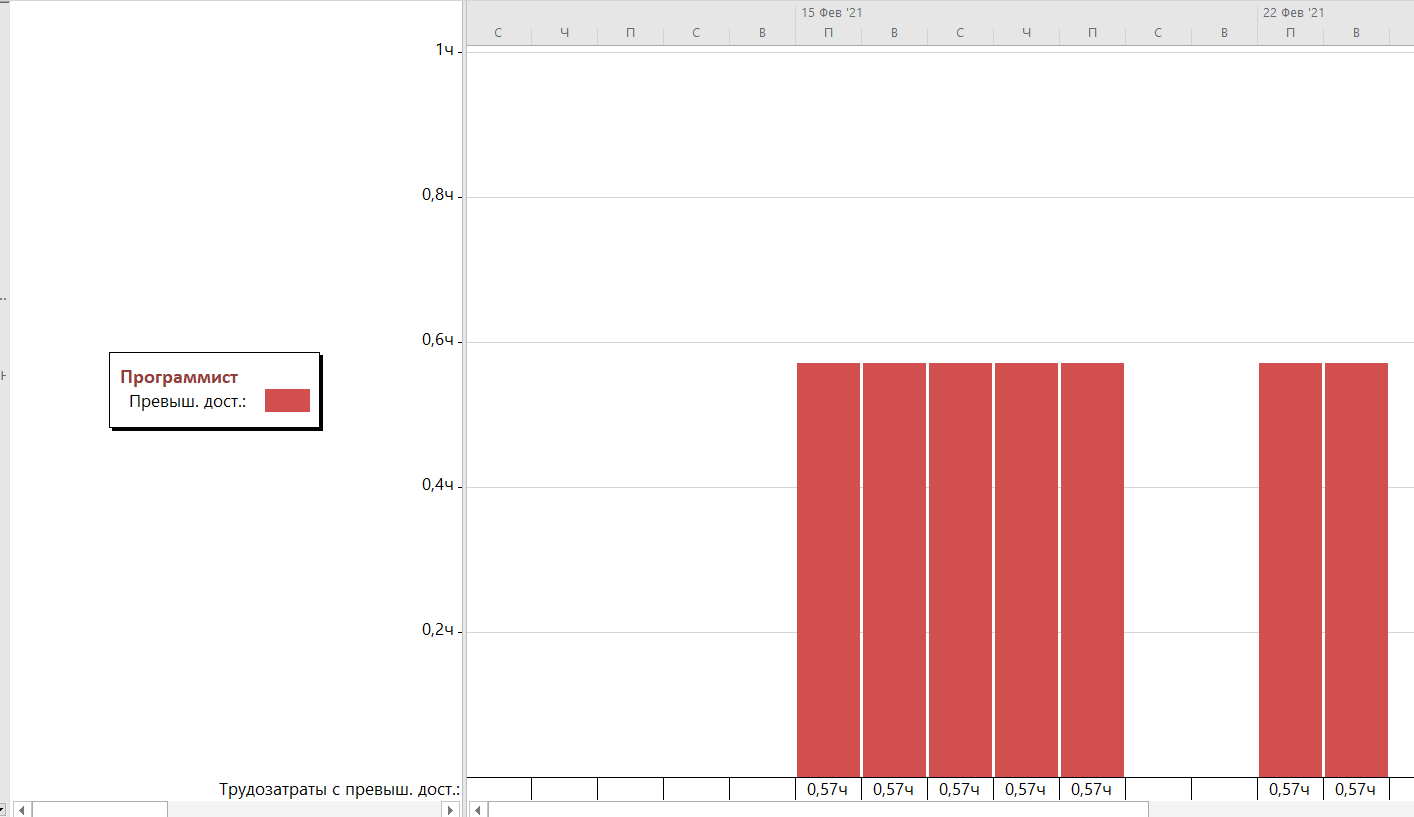 15 Фев '21 22 Фев '21
С Ч П С В П В С Ч П С В П В
1ч
0,8ч
0,6ч
Программист
Превыш. дост.:
0,4ч
0,2ч
Трудозатраты с превыш. дост.: 0,57ч 0,57ч 0,57ч 0,57ч 0,57ч 0,57ч 0,57ч